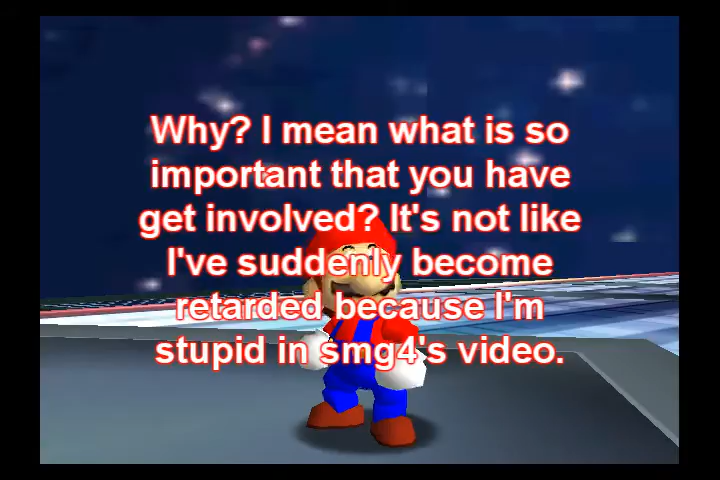 Why? I mean what is so
important that you have
get involved? It's not like
I've suddenly become
retarded because I'm
stupid in smg4's video.